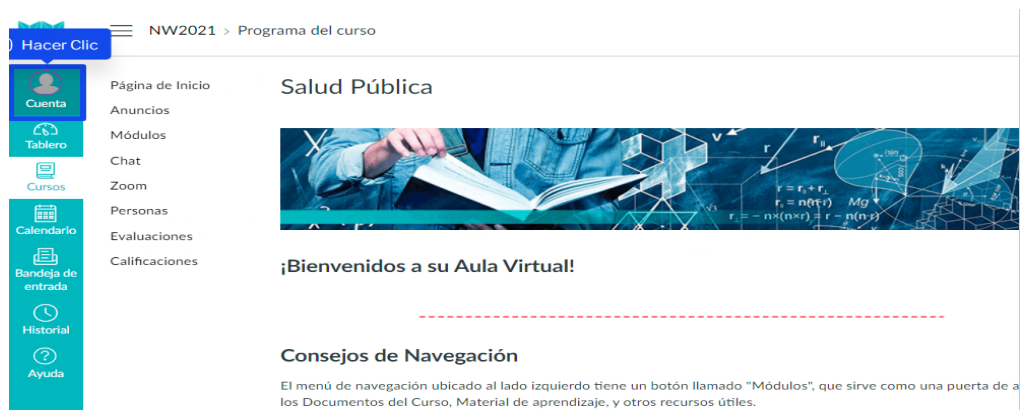 Hacer Clic
NW2021 > Programa del curso
Cuenta
Tablero
Cursos
Calendario
Bandeja de
entrada
Historial
Ayuda
Página de Inicio
Anuncios
Módulos
Chat
Zoom
Personas
Evaluaciones
Calificaciones
Salud Pública
¡Bienvenidos a su Aula Virtual!
Consejos de Navegación
El menú de navegación ubicado al lado izquierdo tiene un botón llamado "Módulos", que sirve como una puerta de a
los Documentos del Curso, Material de aprendizaje, y otros recursos útiles.